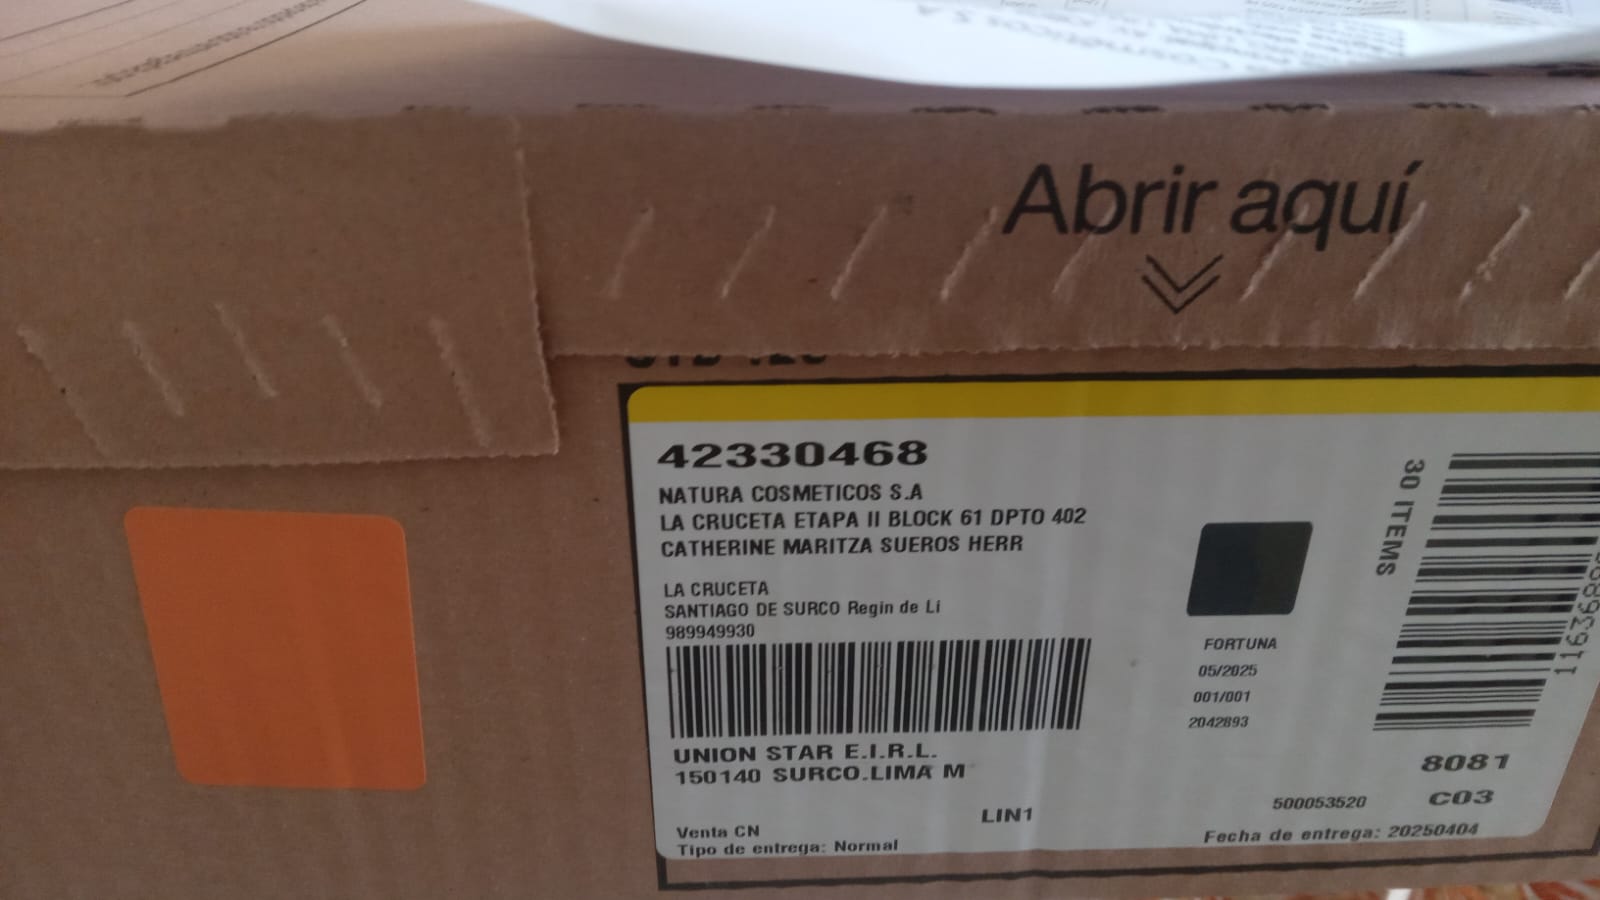 Abrir aquí
42330468
NATURA COSMETICOS S.A
LA CRUCETA ETAPA II BLOCK 61 DPTO 402
CATHERINE MARITZA SUEROS HERR
LA CRUCETA
SANTIAGO DE SURCO Regin de Li
989949930
UNION STAR E.I.R.L.
150140 SURCO.LIMA M
LIN1
Venta CN
Tipo de entrega: Normal
FORTUNA
05/2025
001/001
2042893
30 ITEMS
8081
500053520
C03
Fecha de entrega: 20250404